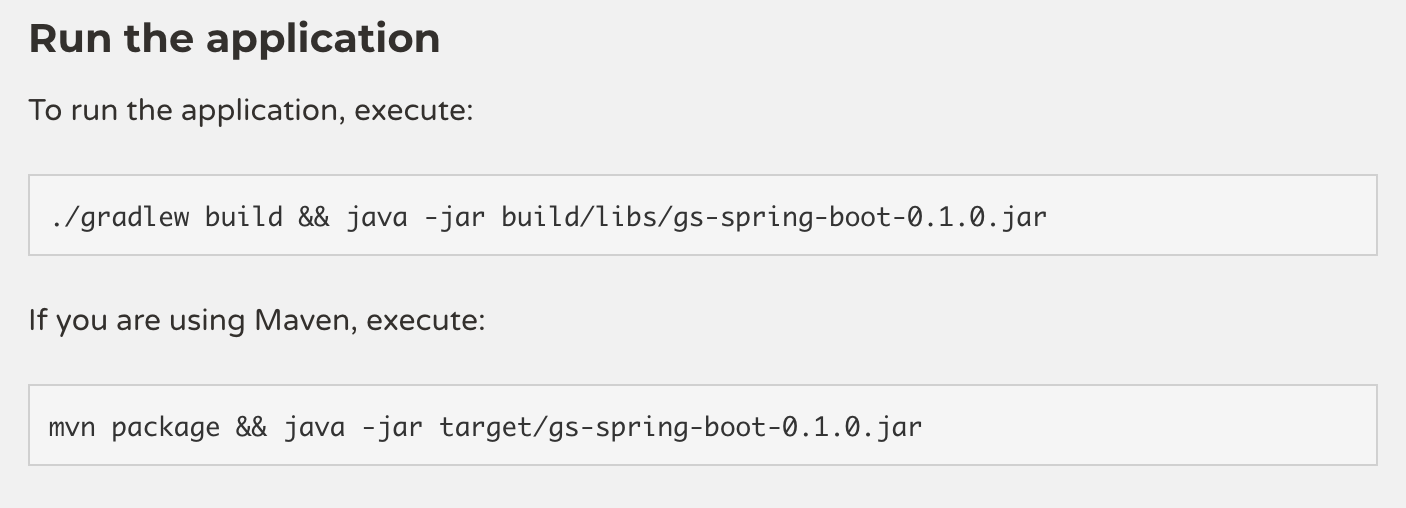 Run the application
To run the application, execute:
./gradlew build && java -jar build/libs/gs-spring-boot-0.1.0.jar
If you are using Maven, execute:
mvn package && java -jar target/gs-spring-boot-0.1.0.jar